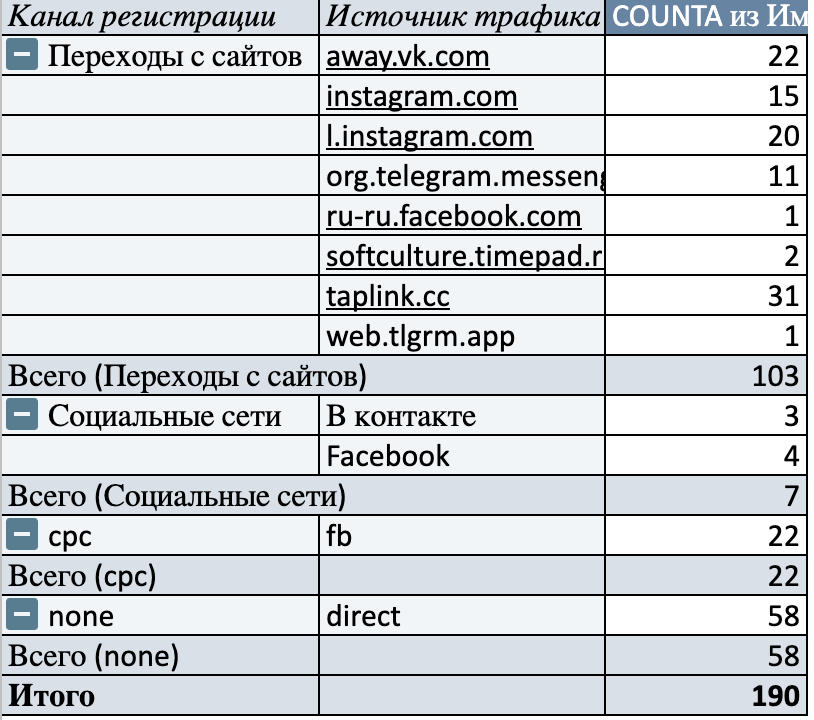 Канал регистрации Источник трафика COUNTA из Им
Переходы с сайтов away.vk.com 22
instagram.com 15
l.instagram.com 20
org.telegram.messeng 11
ru-ru.facebook.com 1
softculture.timepad.r 2
taplink.cc 31
web.tlgrm.app 1
Всего (Переходы с сайтов) 103
Социальные сети В контакте 3
Facebook 4
Всего (Социальные сети) 7
cpc fb 22
Всего (cpc) 22
none direct 58
Всего (none) 58
Итого 190